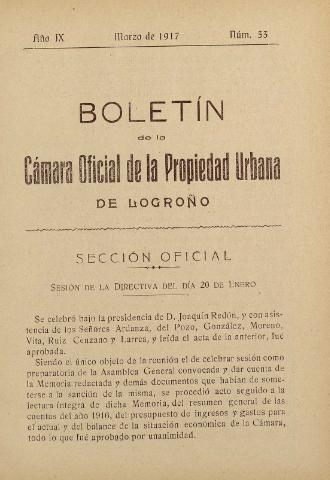 Año IX Marzo de 1917 Núm. 33
BOLETÍN
de la
Cámara Oficial de la Propiedad Urbana
DE LOGROÑO
SECCIÓN OFICIAL
SESIÓN DE LA DIRECTIVA DEL DÍA 20 DE ENERO
Se celebró bajo la presidencia de D. Joaquín Redón, y con asis-
tencia de los Señores Ardanza, del Pozo, González, Moreno,
Vita, Ruiz Cenzano y Larrea, y leída el acta de la anterior, fué
aprobada.
Siendo el único objeto de la reunión el de celebrar sesión como
preparatoria de la Asamblea General convocada y dar cuenta de
la Memoria redactada y demás documentos que habían de some-
terse a la sanción de la misma, se procedió acto seguido a la
lectura íntegra de dicha Memoria, del resumen general de las
cuentas del año 1916, del presupuesto de ingresos y gastos para
el actual y del balance de la situación económica de la Cámara,
todo lo que fué aprobado por unanimidad.